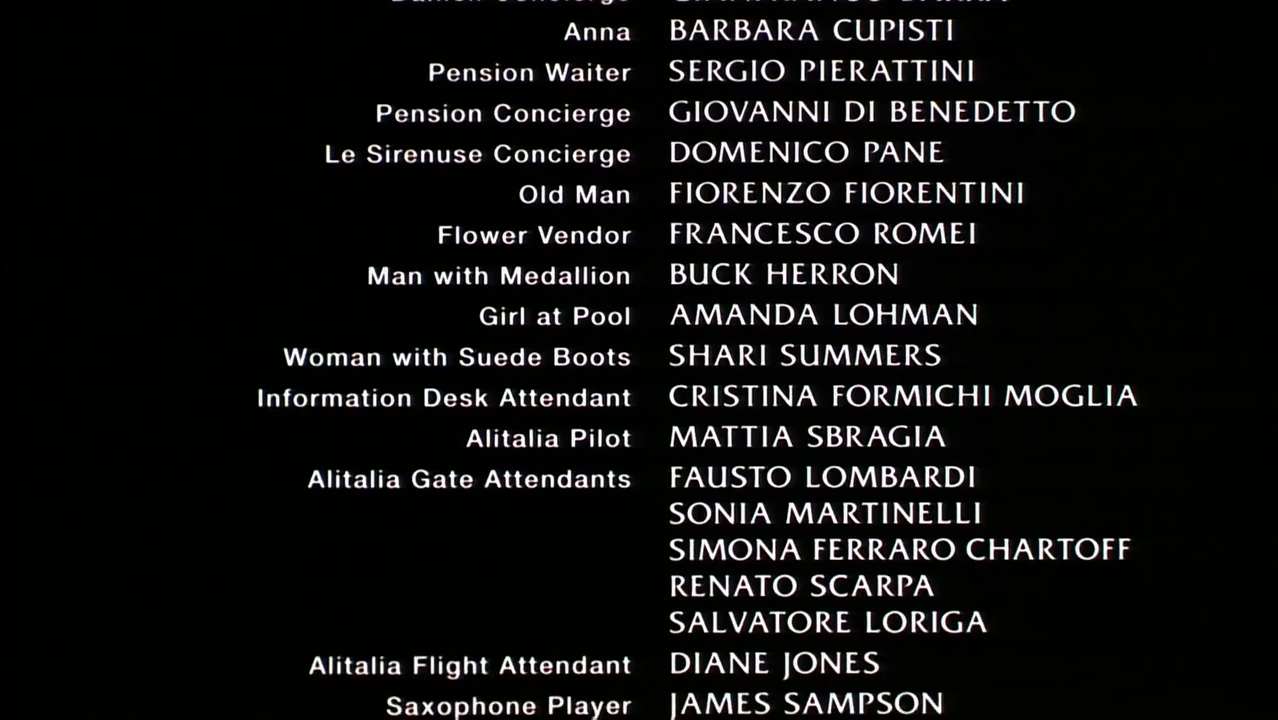 Anna BARBARA CUPISTI
Pension Waiter SERGIO PIERATTINI
Pension Concierge GIOVANNI DI BENEDETTO
Le Sirenuse Concierge DOMENICO PANE
Old Man FIORENZO FIORENTINI
Flower Vendor FRANCESCO ROMEI
Man with Medallion BUCK HERRON
Girl at Pool AMANDA LOHMAN
Woman with Suede Boots SHARI SUMMERS
Information Desk Attendant CRISTINA FORMICHI MOGLIA
Alitalia Pilot MATTIA SBRAGIA
Alitalia Gate Attendants FAUSTO LOMBARDI
SONIA MARTINELLI
SIMONA FERRARO CHARTOFF
RENATO SCARPA
SALVATORE LORIGA
Alitalia Flight Attendant DIANE JONES
Saxophone Player JAMES SAMPSON